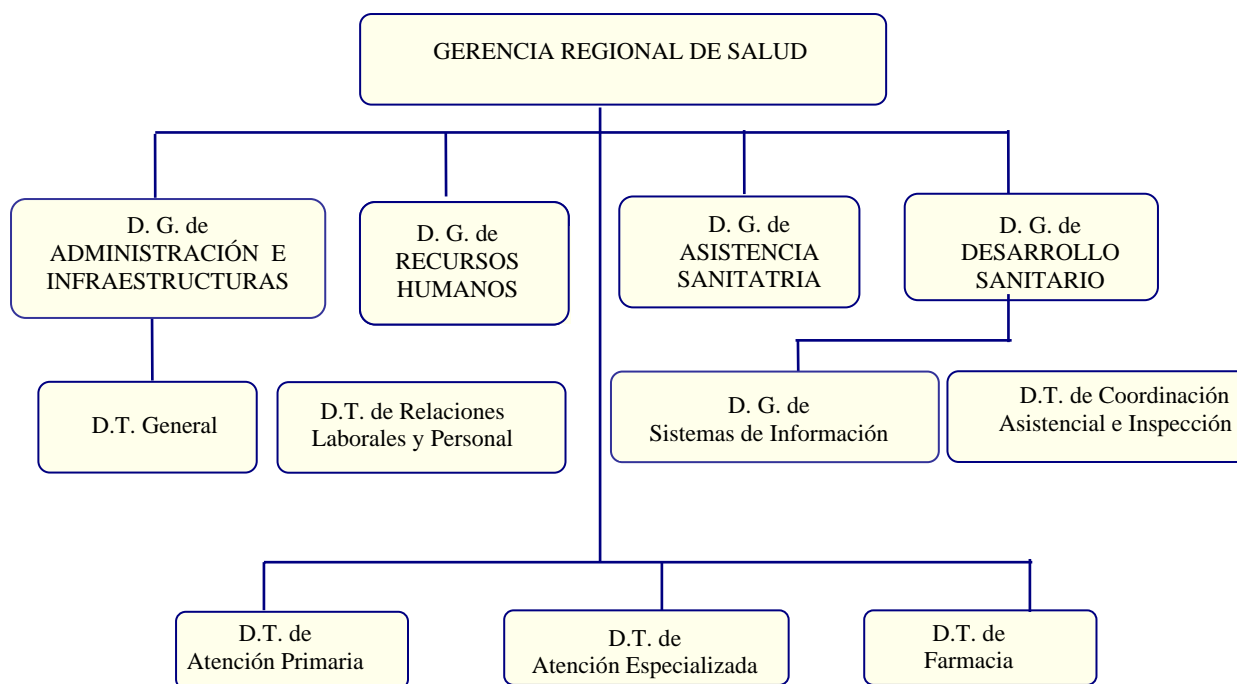 GERENCIA REGIONAL DE SALUD
D. G. de
ADMINISTRACIÓN E
INFRAESTRUCTURAS
D. G. de
RECURSOS
HUMANOS
D. G. de
ASISTENCIA
SANITATRIA
D. G. de
DESARROLLO
SANITARIO
D.T. General
D.T. de Relaciones
Laborales y Personal
D. G. de
Sistemas de Información
D.T. de Coordinación
Asistencial e Inspección
D.T. de
Atención Primaria
D.T. de
Atención Especializada
D.T. de
Farmacia